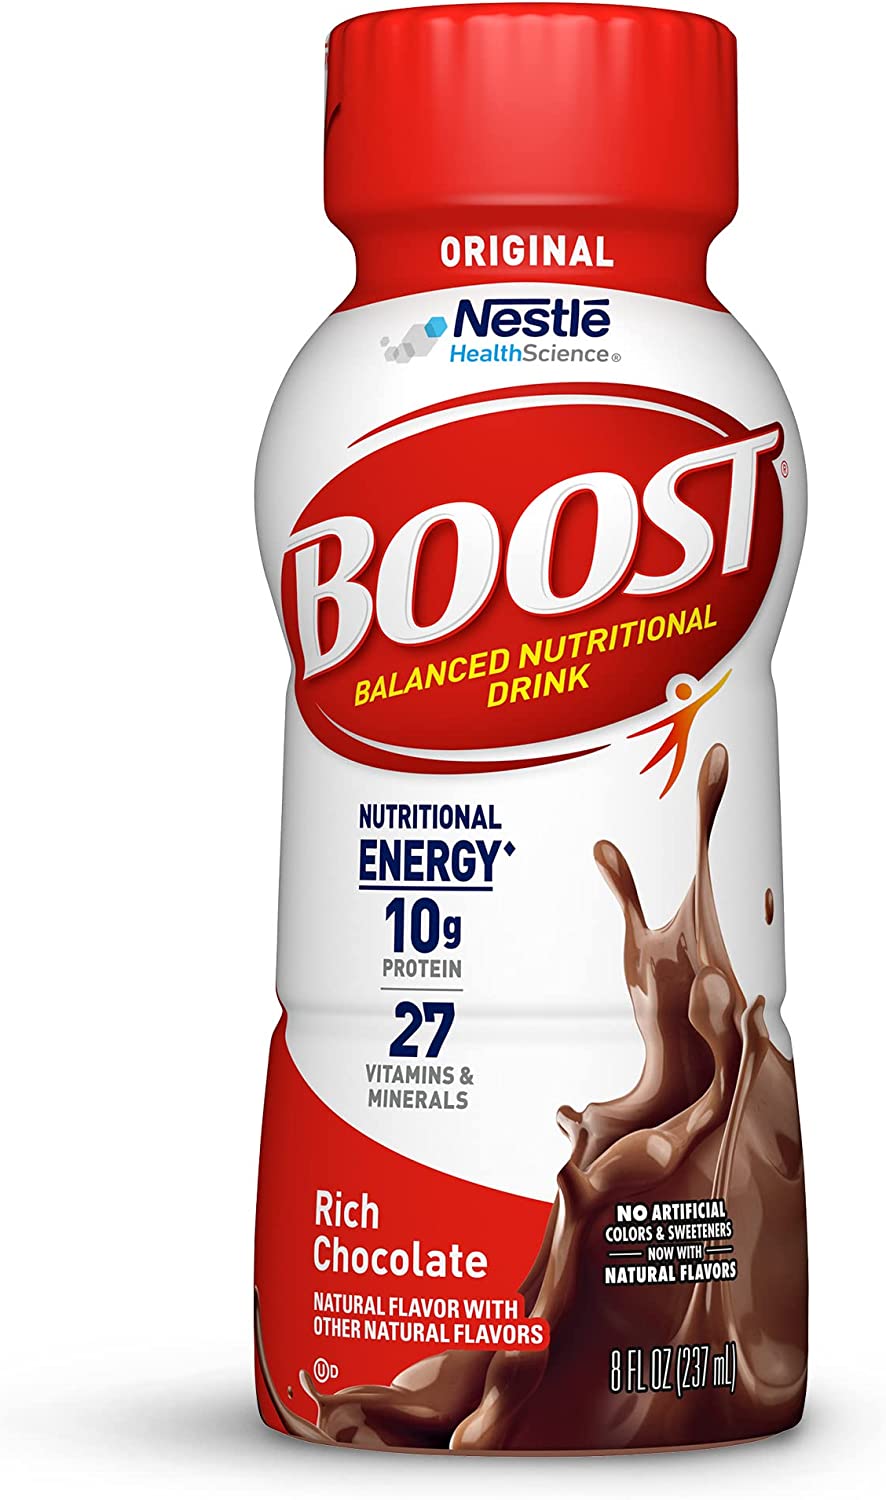 ORIGINAL
Nestlé
HealthScience®
BOOST®
BALANCED NUTRITIONAL
DRINK
NUTRITIONAL
ENERGY♦
10g
PROTEIN
27
VITAMINS &
MINERALS
Rich
Chocolate
NATURAL FLAVOR WITH
OTHER NATURAL FLAVORS
UD
NO ARTIFICIAL
COLORS & SWEETENERS
NOW WITH
NATURAL FLAVORS
8 FL OZ (237 mL)